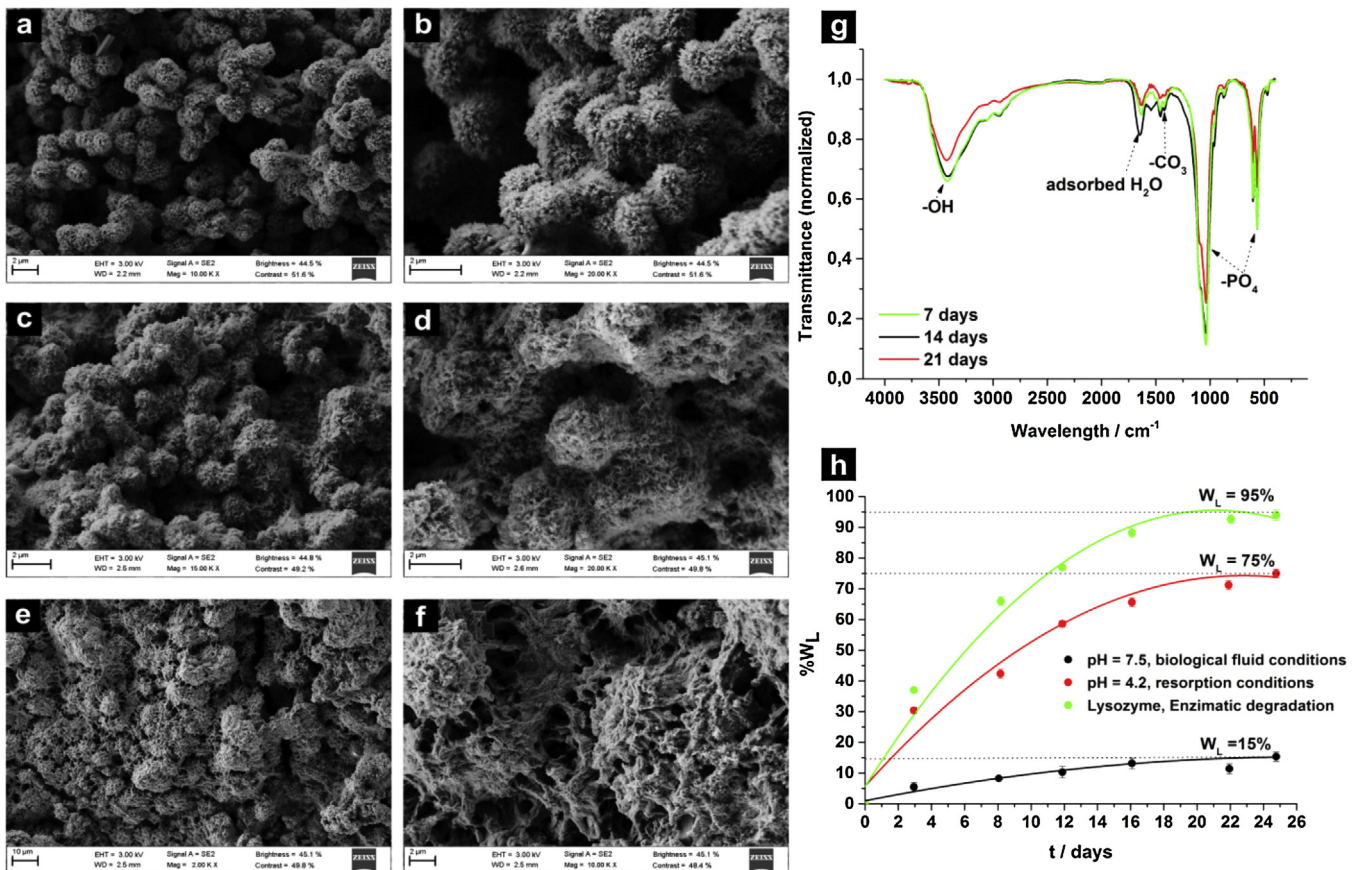 a
2 µm
EHT = 3.00 kV
WD = 2.2 mm
Signal A = SE2
Mag = 10.00 K X
Brightness = 44.5 %
Contrast = 51.6 %
ZEISS
b
2 µm
EHT = 3.00 kV
WD = 2.2 mm
Signal A = SE2
Mag = 20.00 K X
Brightness = 44.5 %
Contrast = 51.6 %
ZEISS
c
2 µm
EHT = 3.00 kV
WD = 2.5 mm
Signal A = SE2
Mag = 15.00 K X
Brightness = 44.8 %
Contrast = 49.2 %
ZEISS
d
2 µm
EHT = 3.00 kV
WD = 2.6 mm
Signal A = SE2
Mag = 20.00 K X
Brightness = 45.1 %
Contrast = 49.8 %
ZEISS
e
10 µm
EHT = 3.00 kV
WD = 2.5 mm
Signal A = SE2
Mag = 2.00 K X
Brightness = 45.1 %
Contrast = 49.8 %
ZEISS
f
2 µm
EHT = 3.00 kV
WD = 2.5 mm
Signal A = SE2
Mag = 10.00 K X
Brightness = 45.1 %
Contrast = 48.4 %
ZEISS
g
Transmittance (normalized)
1,0
0,8
0,6
0,4
0,2
0,0
-OH
adsorbed H₂O
-CO₃
-PO₄
7 days
14 days
21 days
4000 3500 3000 2500 2000 1500 1000 500
Wavelength / cm⁻¹
h
%W_L
100
90
80
70
60
50
40
30
20
10
0
W_L = 95%
W_L = 75%
pH = 7.5, biological fluid conditions
pH = 4.2, resorption conditions
Lysozyme, Enzimatic degradation
W_L =15%
0 2 4 6 8 10 12 14 16 18 20 22 24 26
t / days